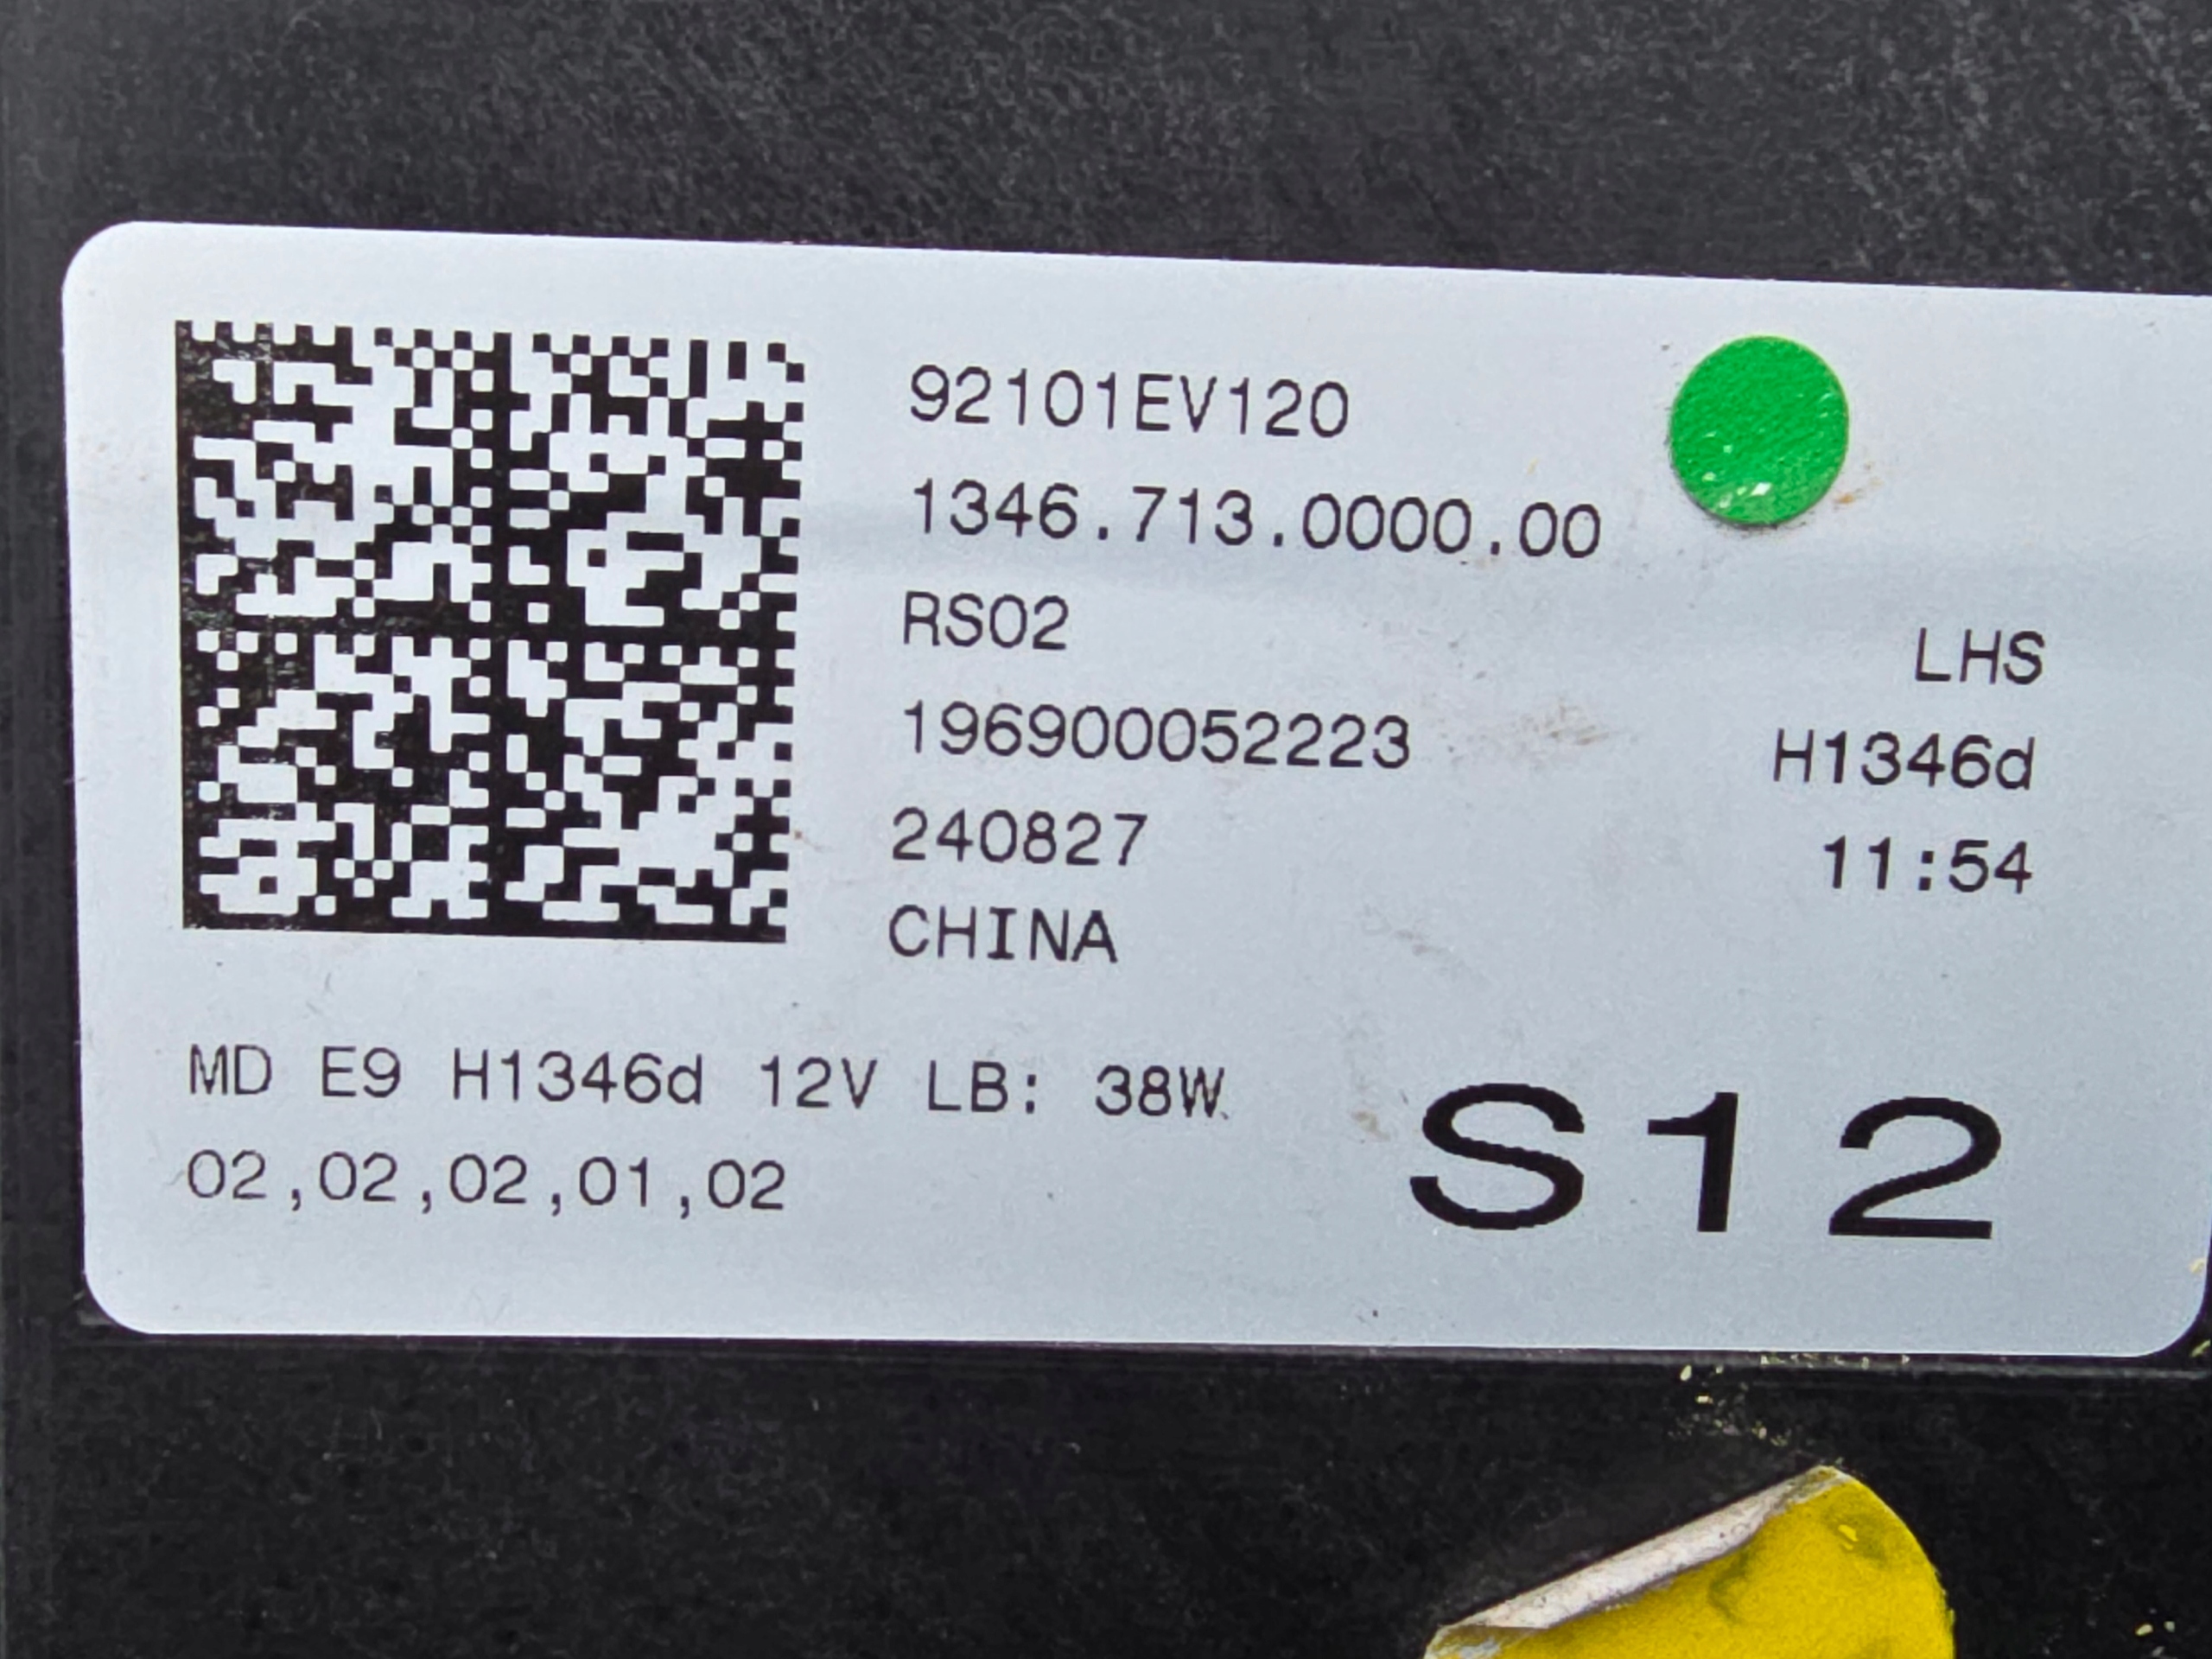 92101EV120
1346.713.0000.00
RS02
LHS
196900052223
H1346d
240827
11:54
CHINA
MD E9 H1346d 12V LB: 38W
02,02,02,01,02
S12